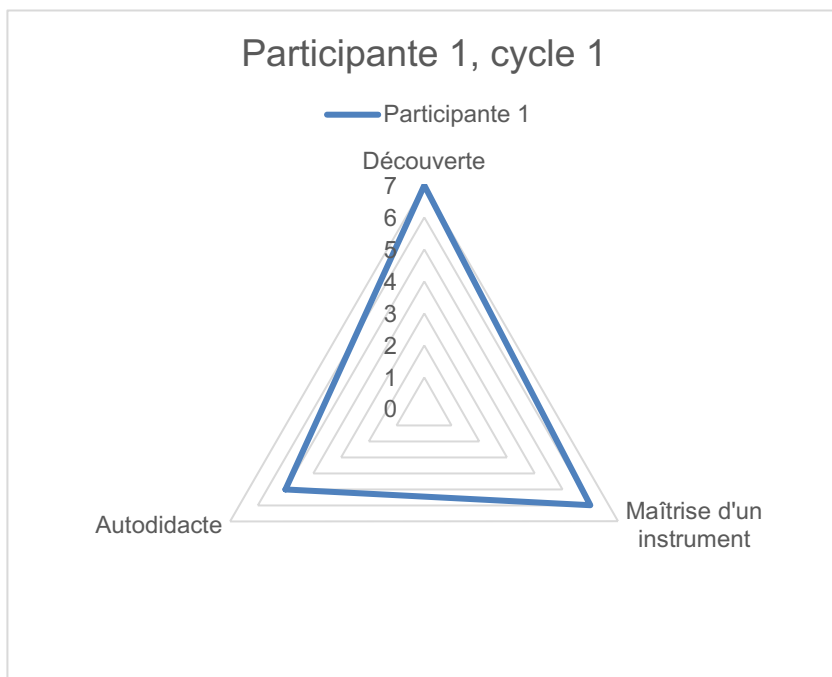 Participante 1, cycle 1
Participante 1
Découverte
7
6
5
4
3
2
1
0
Autodidacte
Maîtrise d'un
instrument